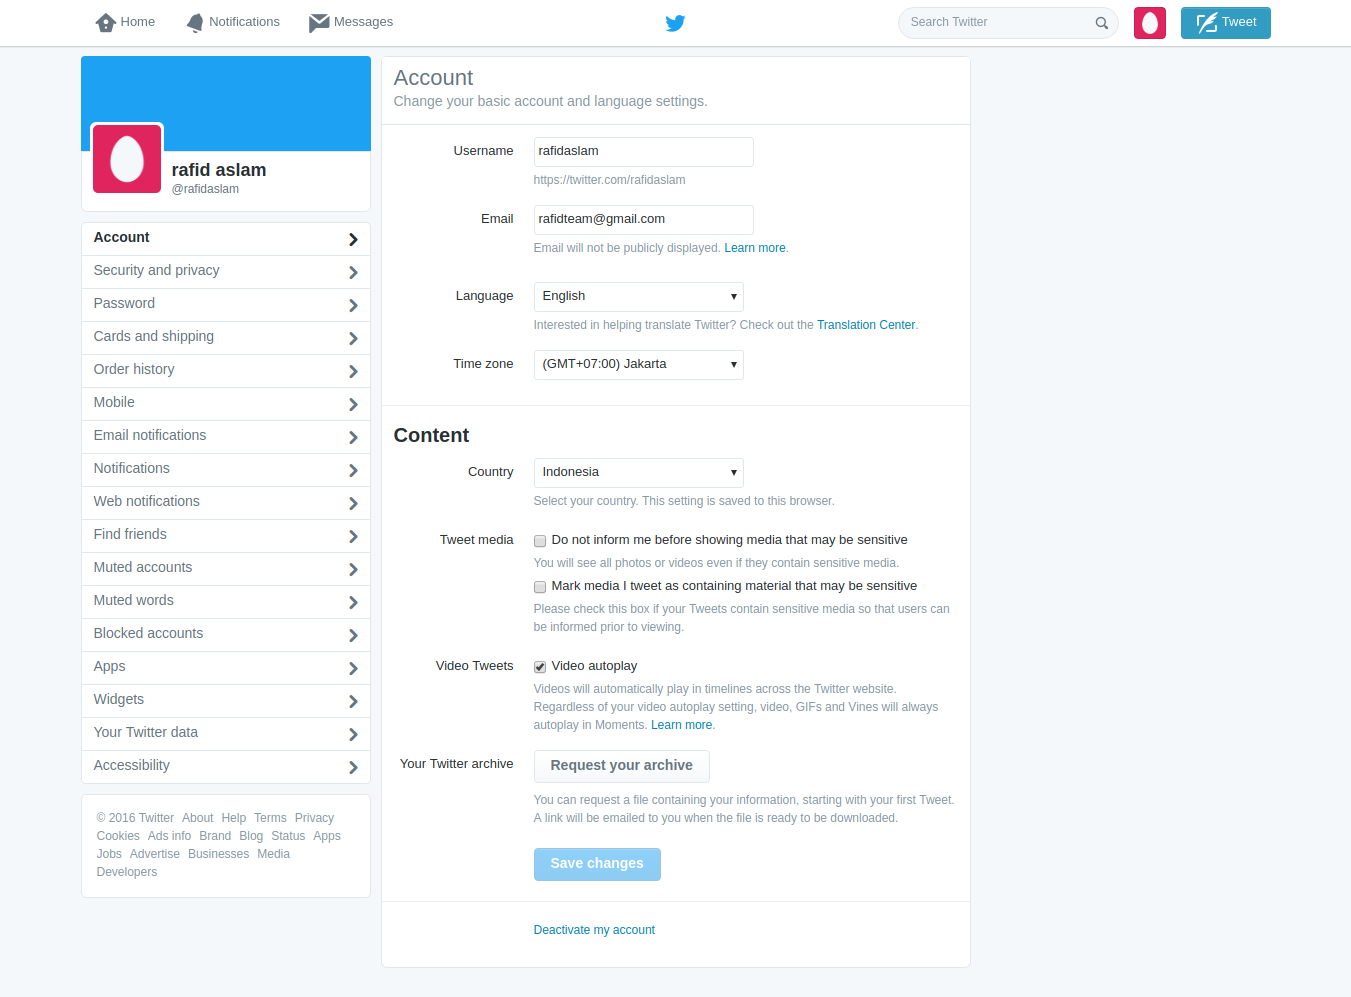 Home Notifications Messages Search Twitter Tweet
rafid aslam
@rafidaslam
Account
Security and privacy
Password
Cards and shipping
Order history
Mobile
Email notifications
Notifications
Web notifications
Find friends
Muted accounts
Muted words
Blocked accounts
Apps
Widgets
Your Twitter data
Accessibility
© 2016 Twitter About Help Terms Privacy
Cookies Ads info Brand Blog Status Apps
Jobs Advertise Businesses Media
Developers
Account
Change your basic account and language settings.
Username rafidaslam
https://twitter.com/rafidaslam
Email rafidteam@gmail.com
Email will not be publicly displayed. Learn more.
Language English
Interested in helping translate Twitter? Check out the Translation Center.
Time zone (GMT+07:00) Jakarta
Content
Country Indonesia
Select your country. This setting is saved to this browser.
Tweet media Do not inform me before showing media that may be sensitive
You will see all photos or videos even if they contain sensitive media.
Mark media I tweet as containing material that may be sensitive
Please check this box if your Tweets contain sensitive media so that users can
be informed prior to viewing.
Video Tweets Video autoplay
Videos will automatically play in timelines across the Twitter website.
Regardless of your video autoplay setting, video, GIFs and Vines will always
autoplay in Moments. Learn more.
Your Twitter archive Request your archive
You can request a file containing your information, starting with your first Tweet.
A link will be emailed to you when the file is ready to be downloaded.
Save changes
Deactivate my account